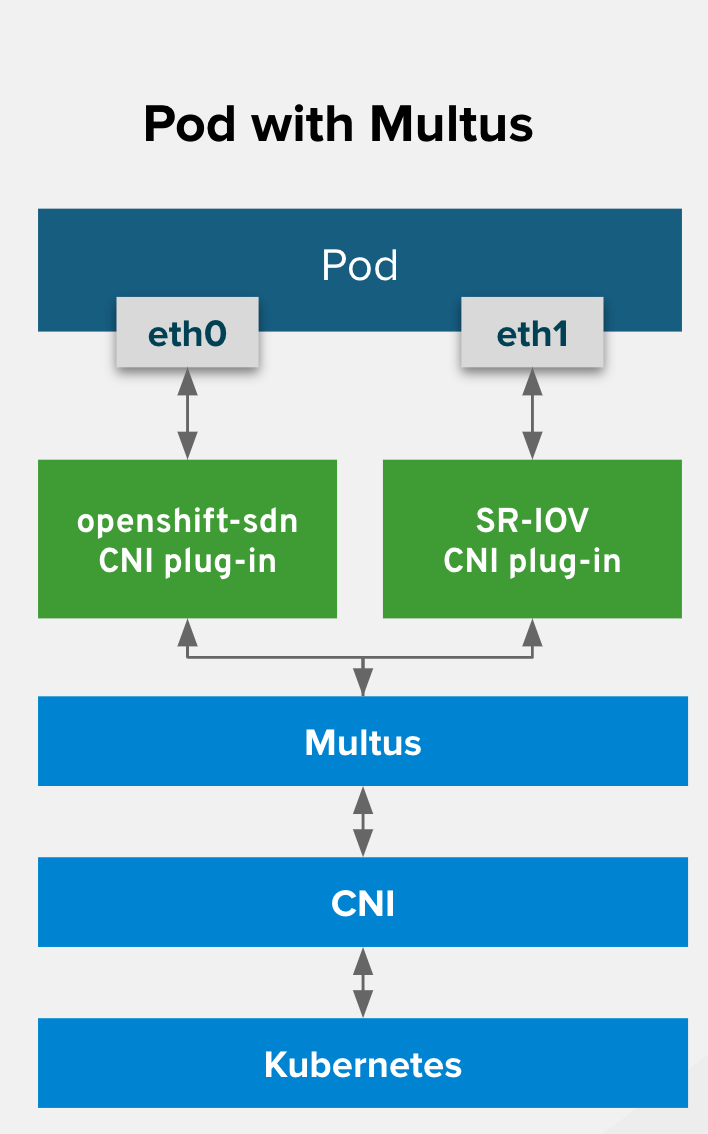 Pod with Multus
Pod
eth0
eth1
openshift-sdn
CNI plug-in
SR-IOV
CNI plug-in
Multus
CNI
Kubernetes